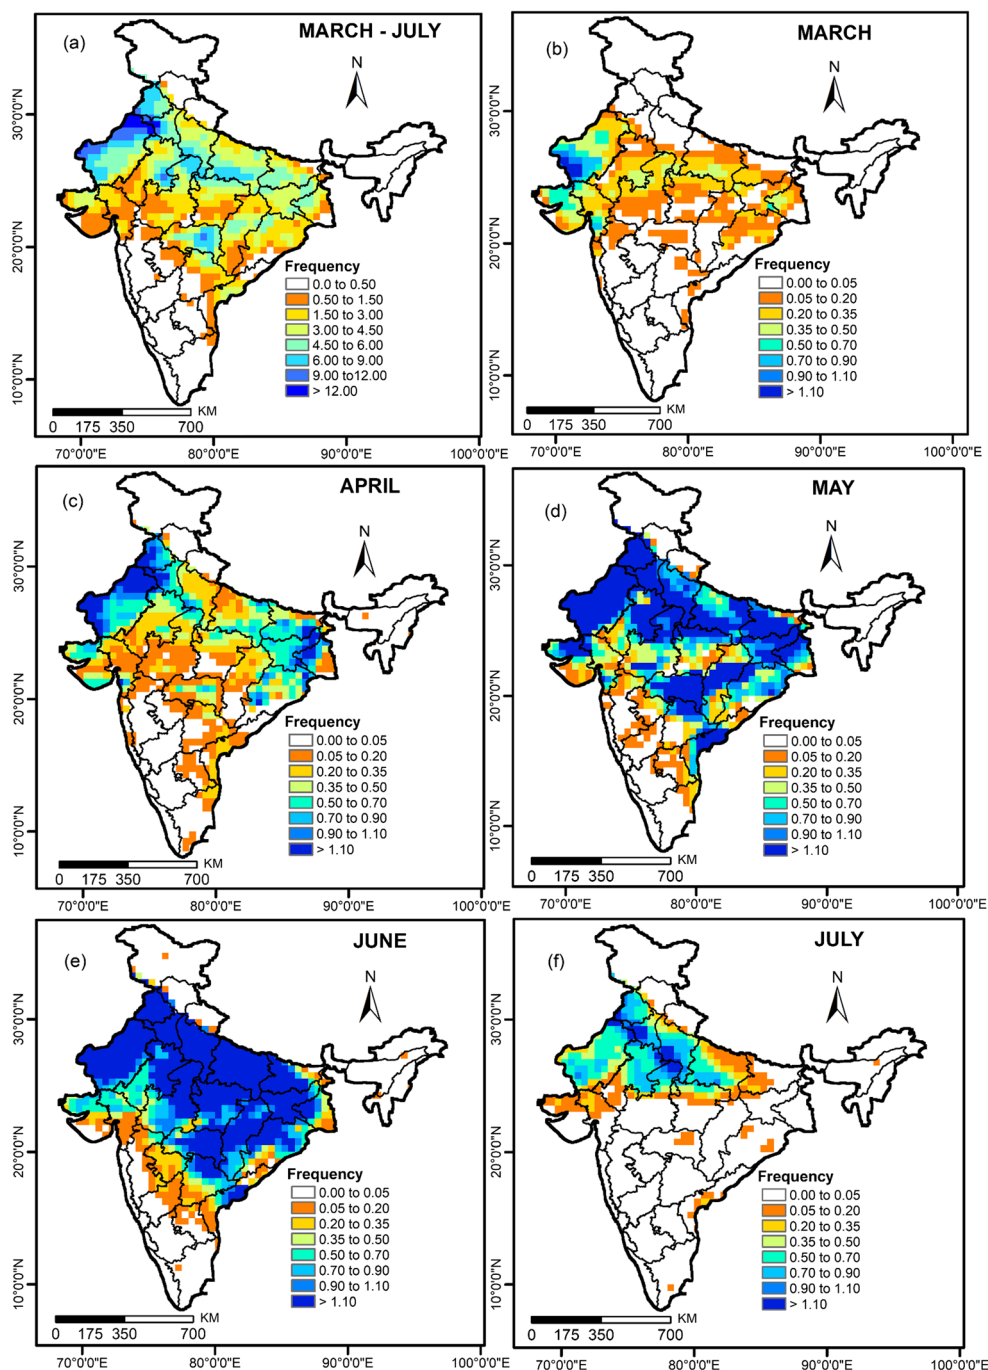 (a)
MARCH - JULY
N
30°0'0"N
20°0'0"N
10°0'0"N
Frequency
0.0 to 0.50
0.50 to 1.50
1.50 to 3.00
3.00 to 4.50
4.50 to 6.00
6.00 to 9.00
9.00 to12.00
> 12.00
KM
0 175 350 700
70°0'0"E 80°0'0"E 90°0'0"E 100°0'0"E
(b)
MARCH
N
30°0'0"N
20°0'0"N
10°0'0"N
Frequency
0.00 to 0.05
0.05 to 0.20
0.20 to 0.35
0.35 to 0.50
0.50 to 0.70
0.70 to 0.90
0.90 to 1.10
> 1.10
KM
0 175 350 700
70°0'0"E 80°0'0"E 90°0'0"E 100°0'0"E
(c)
APRIL
N
30°0'0"N
20°0'0"N
10°0'0"N
Frequency
0.00 to 0.05
0.05 to 0.20
0.20 to 0.35
0.35 to 0.50
0.50 to 0.70
0.70 to 0.90
0.90 to 1.10
> 1.10
KM
0 175 350 700
70°0'0"E 80°0'0"E 90°0'0"E 100°0'0"E
(d)
MAY
N
30°0'0"N
20°0'0"N
10°0'0"N
Frequency
0.00 to 0.05
0.05 to 0.20
0.20 to 0.35
0.35 to 0.50
0.50 to 0.70
0.70 to 0.90
0.90 to 1.10
> 1.10
KM
0 175 350 700
70°0'0"E 80°0'0"E 90°0'0"E 100°0'0"E
(e)
JUNE
N
30°0'0"N
20°0'0"N
10°0'0"N
Frequency
0.00 to 0.05
0.05 to 0.20
0.20 to 0.35
0.35 to 0.50
0.50 to 0.70
0.70 to 0.90
0.90 to 1.10
> 1.10
KM
0 175 350 700
70°0'0"E 80°0'0"E 90°0'0"E 100°0'0"E
(f)
JULY
N
30°0'0"N
20°0'0"N
10°0'0"N
Frequency
0.00 to 0.05
0.05 to 0.20
0.20 to 0.35
0.35 to 0.50
0.50 to 0.70
0.70 to 0.90
0.90 to 1.10
> 1.10
KM
0 175 350 700
70°0'0"E 80°0'0"E 90°0'0"E 100°0'0"E